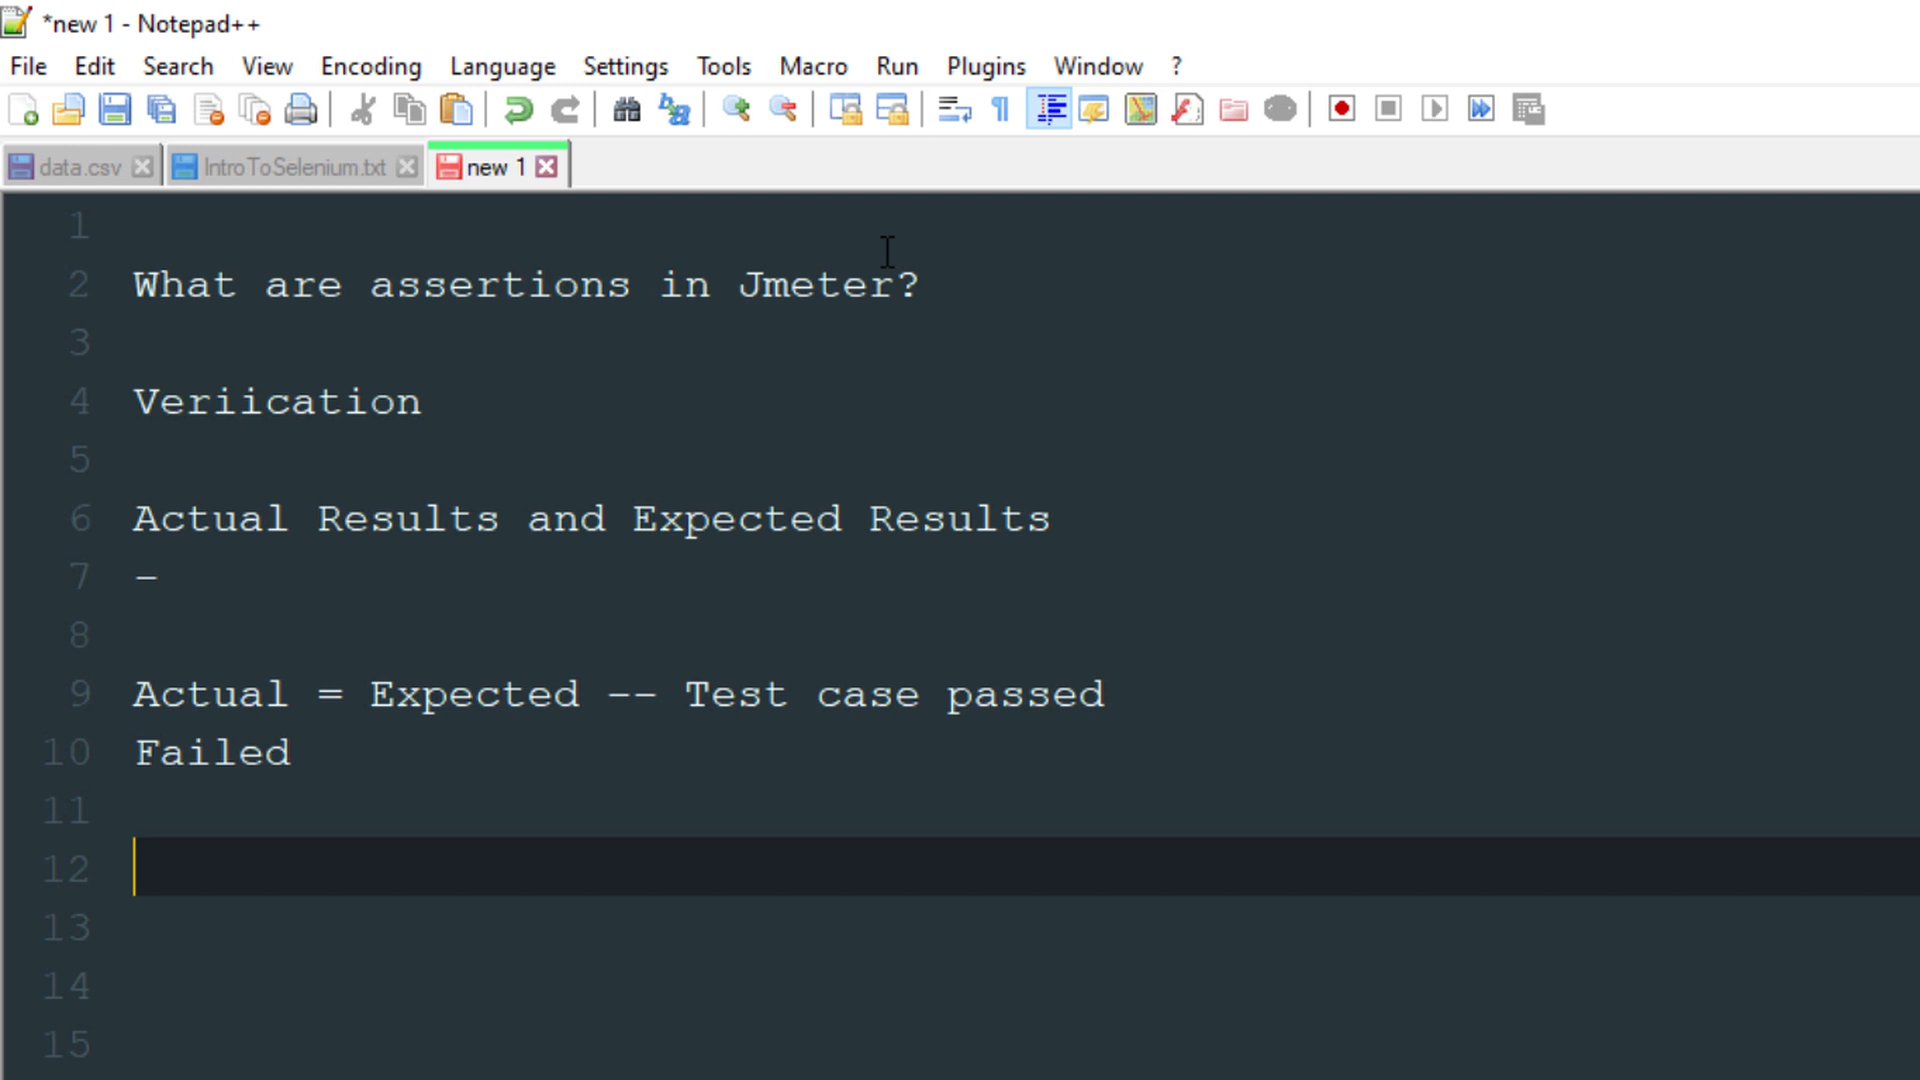 *new 1 - Notepad++
File Edit Search View Encoding Language Settings Tools Macro Run Plugins Window ?
data.csv IntroToSelenium.txt new 1
1
2 What are assertions in Jmeter?
3
4 Veriication
5
6 Actual Results and Expected Results
7 -
8
9 Actual = Expected -- Test case passed
10 Failed
11
12
13
14
15